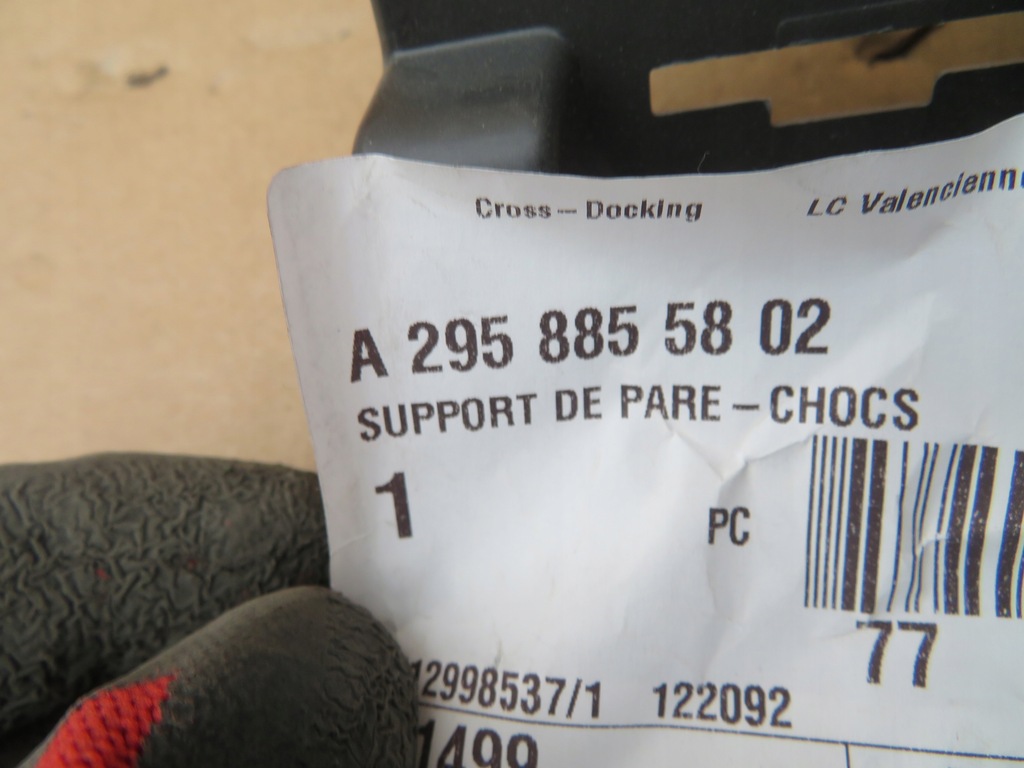 Cross – Docking LC Valencienn
A 295 885 58 02
SUPPORT DE PARE – CHOCS
1 PC
77
12998537/1 122092
1499